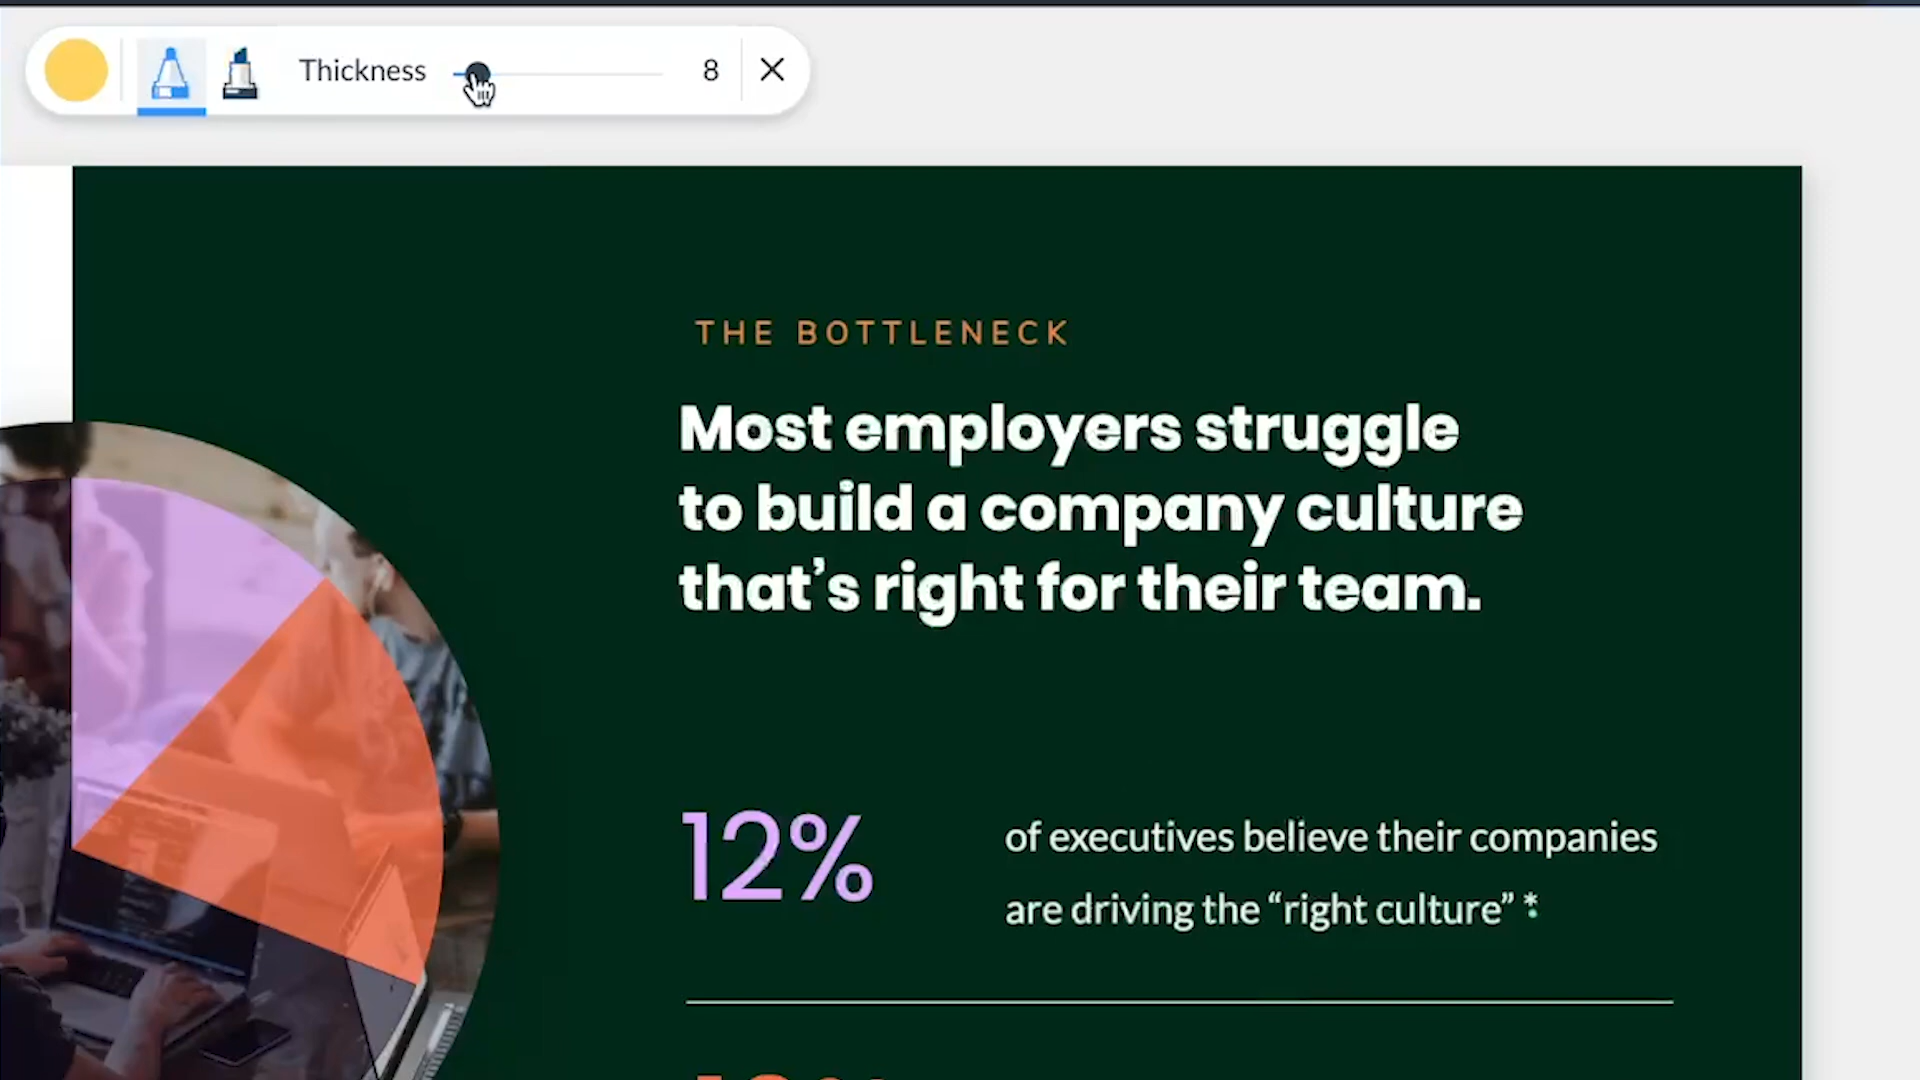 Thickness 8
THE BOTTLENECK
Most employers struggle
to build a company culture
that’s right for their team.
12%
of executives believe their companies
are driving the “right culture” *